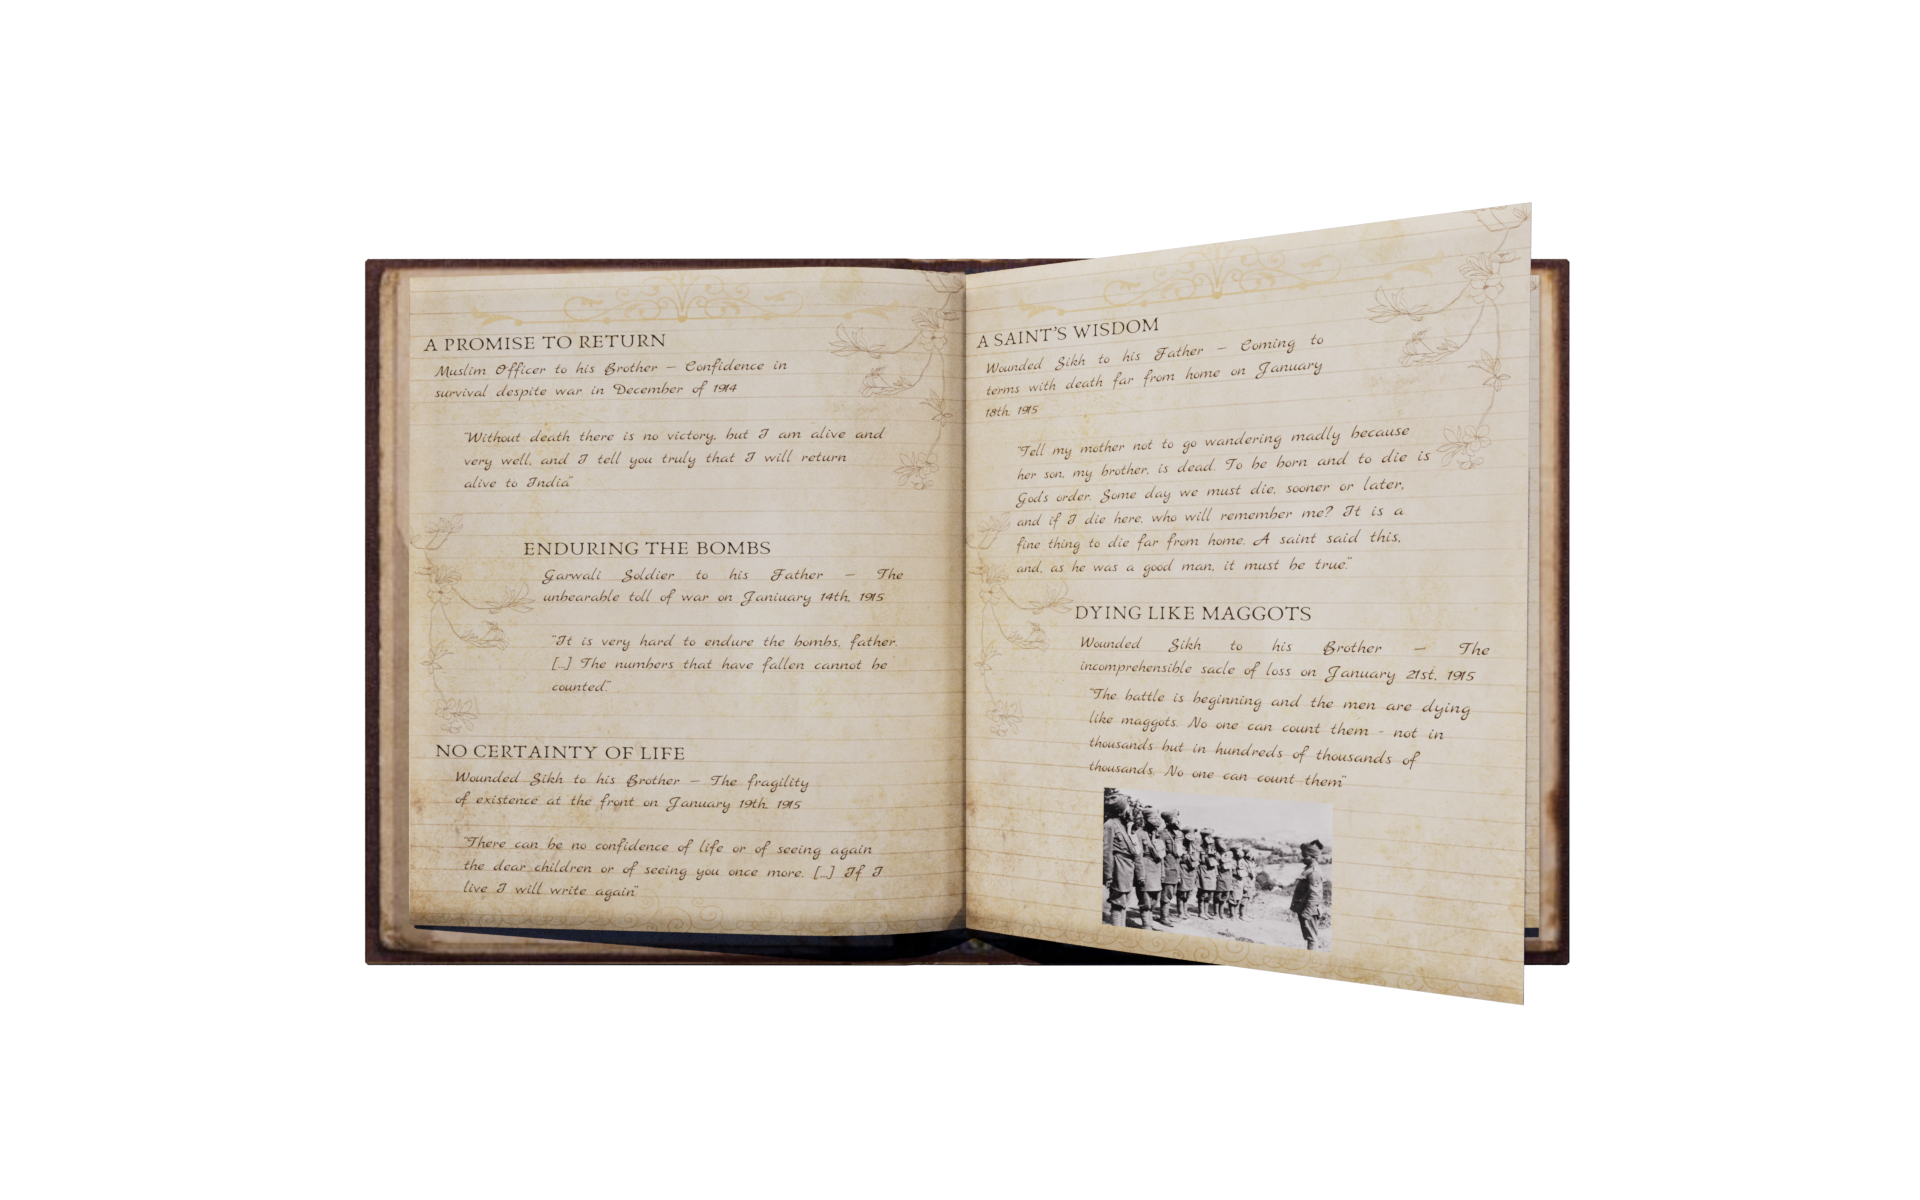 A PROMISE TO RETURN
Muslim Officer to his Brother – Confidence in
survival despite war in December of 1914
"Without death there is no victory, but I am alive and
very well, and I tell you truly that I will return
alive to India"
ENDURING THE BOMBS
Garwali Soldier to his Father – The
unbearable toll of war on Janiuary 14th, 1915
"It is very hard to endure the bombs, father.
[...] The numbers that have fallen cannot be
counted."
NO CERTAINTY OF LIFE
Wounded Sikh to his Brother – The fragility
of existence at the front on January 19th, 1915
"There can be no confidence of life or of seeing again
the dear children or of seeing you once more. [...] If I
live I will write again"
A SAINT'S WISDOM
Wounded Sikh to his Father – Coming to
terms with death far from home on January
18th, 1915
"Tell my mother not to go wandering madly because
her son, my brother, is dead. To be born and to die is
Gods order. Some day we must die, sooner or later,
and if I die here, who will remember me? It is a
fine thing to die far from home. A saint said this,
and, as he was a good man, it must be true."
DYING LIKE MAGGOTS
Wounded Sikh to his Brother – The
incomprehensible sacle of loss on January 21st, 1915
"The battle is beginning and the men are dying
like maggots. No one can count them - not in
thousands but in hundreds of thousands of
thousands. No one can count them"